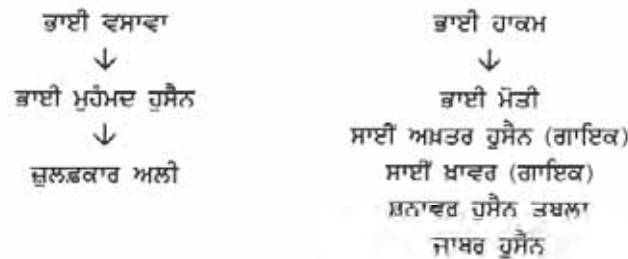 ਭਾਈ ਵਸਾਵਾ
↓
ਭਾਈ ਮੁਹੰਮਦ ਹੁਸੈਨ
↓
ਜ਼ੁਲਫ਼ਕਾਰ ਅਲੀ
ਭਾਈ ਹਾਕਮ
↓
ਭਾਈ ਮੋਤੀ
ਸਾਈਂ ਅਖ਼ਤਰ ਹੁਸੈਨ (ਗਾਇਕ)
ਸਾਈਂ ਖ਼ਾਵਰ (ਗਾਇਕ)
ਸ਼ਨਾਵਰ ਹੁਸੈਨ ਤਬਲਾ
ਜਾਬਰ ਹੁਸੈਨ